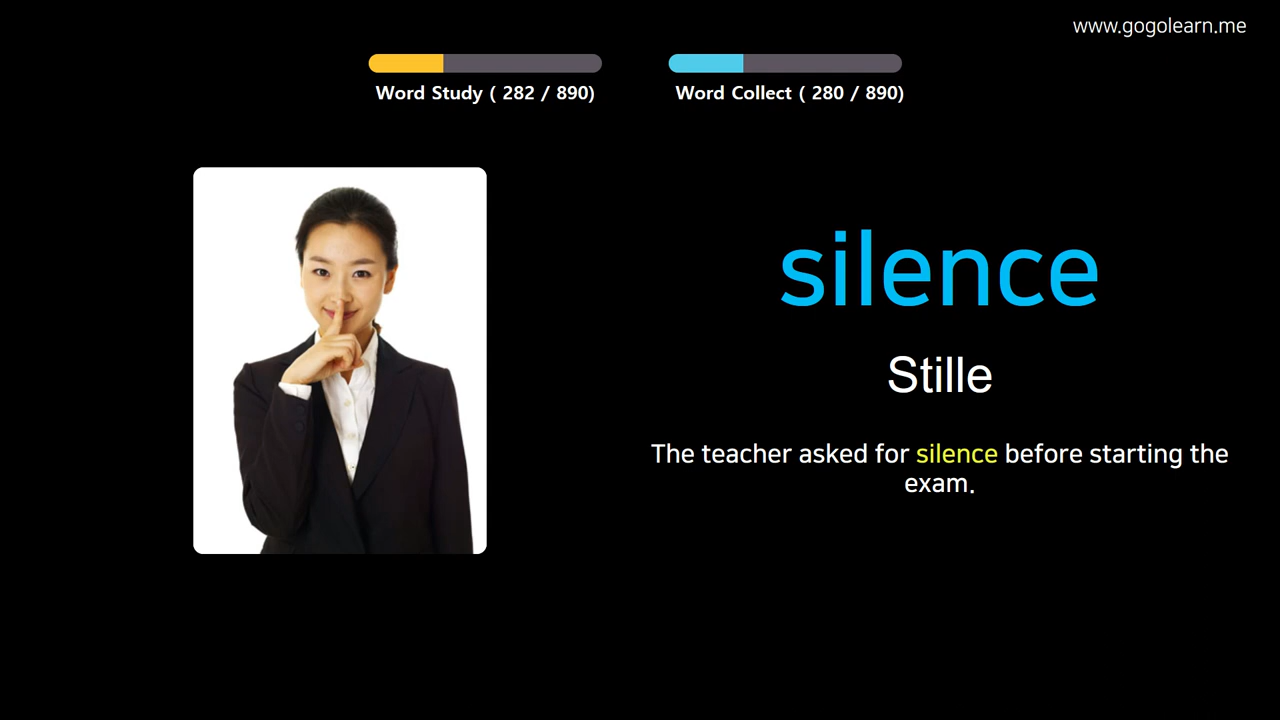 www.gogolearn.me
Word Study ( 282 / 890)
Word Collect ( 280 / 890)
silence
Stille
The teacher asked for silence before starting the
exam.